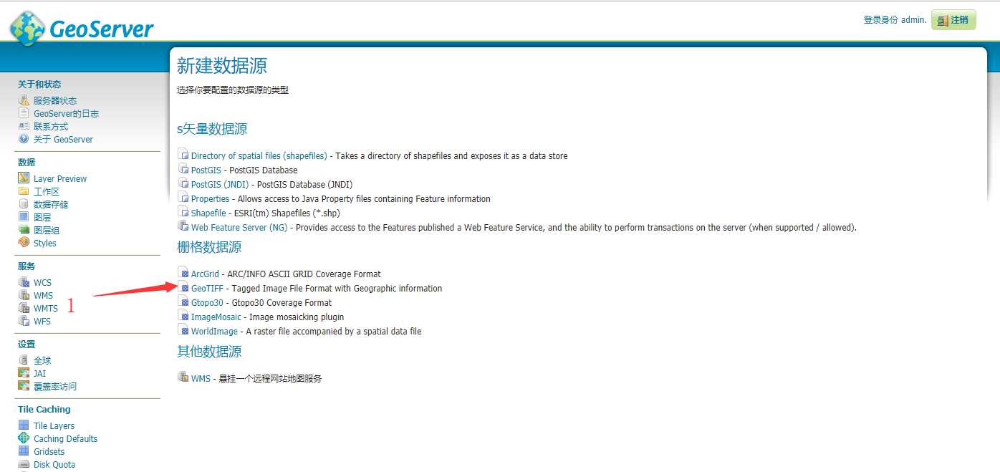 GeoServer
登录身份 admin. 注销
新建数据源
选择你要配置的数据源的类型
关于和状态
服务器状态
GeoServer的日志
联系方式
关于 GeoServer
数据
Layer Preview
工作区
数据存储
图层
图层组
Styles
服务
WCS
WMS
WMTS
WFS
1
设置
全球
JAI
覆盖率访问
Tile Caching
Tile Layers
Caching Defaults
Gridsets
Disk Quota
s矢量数据源
Directory of spatial files (shapefiles) - Takes a directory of shapefiles and exposes it as a data store
PostGIS - PostGIS Database
PostGIS (JNDI) - PostGIS Database (JNDI)
Properties - Allows access to Java Property files containing Feature information
Shapefile - ESRI(tm) Shapefiles (*.shp)
Web Feature Server (NG) - Provides access to the Features published a Web Feature Service, and the ability to perform transactions on the server (when supported / allowed).
栅格数据源
ArcGrid - ARC/INFO ASCII GRID Coverage Format
GeoTIFF - Tagged Image File Format with Geographic information
Gtopo30 - Gtopo30 Coverage Format
ImageMosaic - Image mosaicking plugin
WorldImage - A raster file accompanied by a spatial data file
其他数据源
WMS - 悬挂一个远程网站地图服务